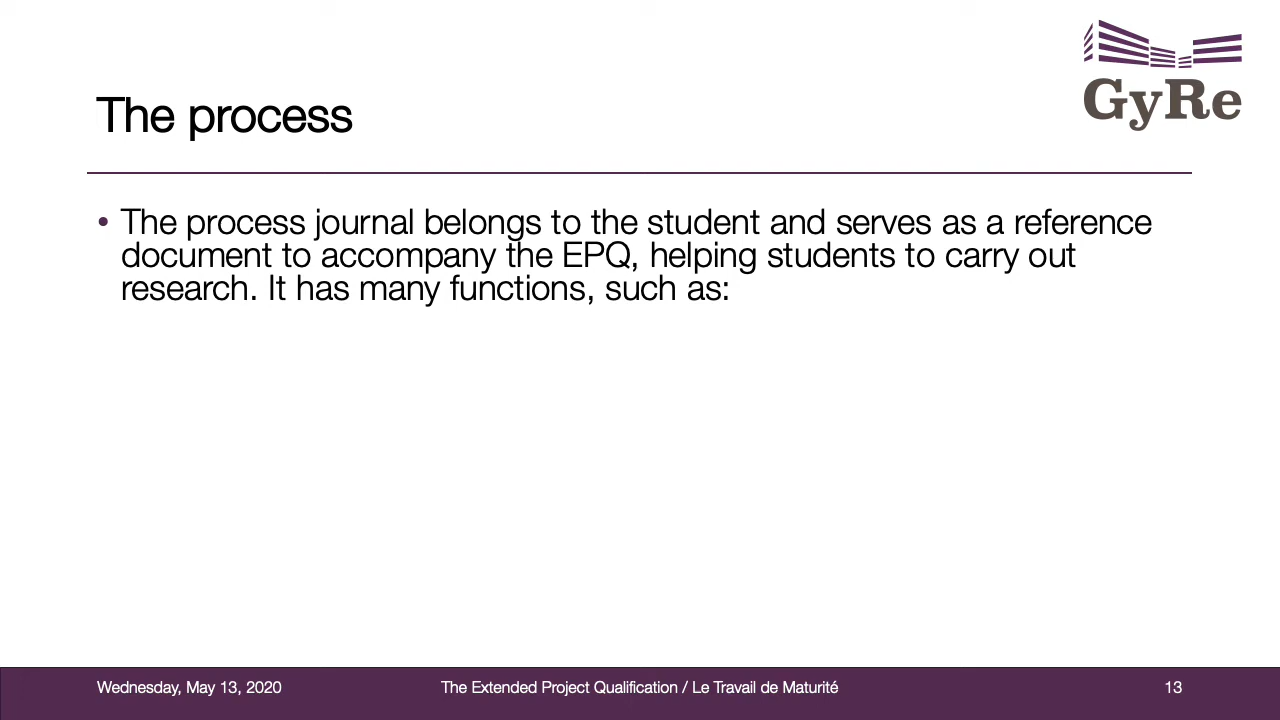 GyRe
The process
• The process journal belongs to the student and serves as a reference
document to accompany the EPQ, helping students to carry out
research. It has many functions, such as:
Wednesday, May 13, 2020
The Extended Project Qualification / Le Travail de Maturité
13